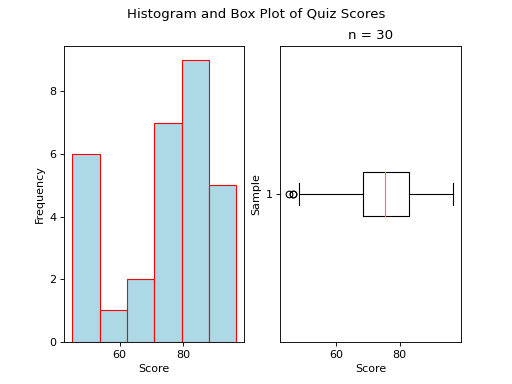 Histogram and Box Plot of Quiz Scores
n = 30
8
6
4
2
0
Frequency
60 80
Score
Sample
1
60 80
Score